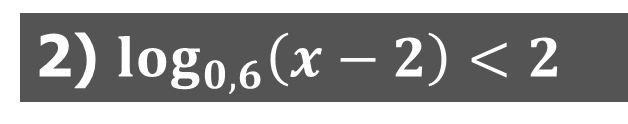 2) log₀,₆(x − 2) < 2